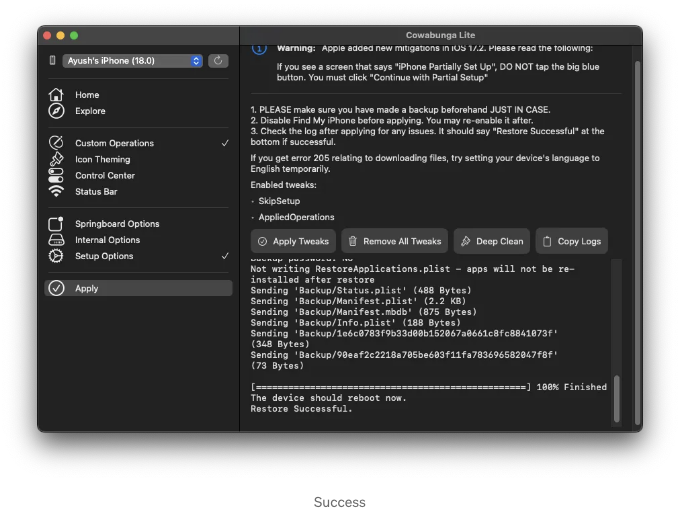 Cowabunga Lite
Ayush's iPhone (18.0)
Home
Explore
Custom Operations
Icon Theming
Control Center
Status Bar
Springboard Options
Internal Options
Setup Options
Apply
Warning: Apple added new mitigations in iOS 17.2. Please read the following:
If you see a screen that says "iPhone Partially Set Up", DO NOT tap the big blue
button. You must click "Continue with Partial Setup"
1. PLEASE make sure you have made a backup beforehand JUST IN CASE.
2. Disable Find My iPhone before applying. You may re-enable it after.
3. Check the log after applying for any issues. It should say "Restore Successful" at the
bottom if successful.
If you get error 205 relating to downloading files, try setting your device's language to
English temporarily.
Enabled tweaks:
• SkipSetup
• AppliedOperations
Apply Tweaks
Remove All Tweaks
Deep Clean
Copy Logs
Backup password: No
Not writing RestoreApplications.plist – apps will not be re-
installed after restore
Sending 'Backup/Status.plist' (488 Bytes)
Sending 'Backup/Manifest.plist' (2.2 KB)
Sending 'Backup/Manifest.mbdb' (875 Bytes)
Sending 'Backup/Info.plist' (188 Bytes)
Sending 'Backup/1e6c0783f9b33d00b152067a0661c8fc8841073f'
(348 Bytes)
Sending 'Backup/90eaf2c2218a705be603f11fa783696582047f8f'
(73 Bytes)
[==================================================] 100% Finished
The device should reboot now.
Restore Successful.
Success